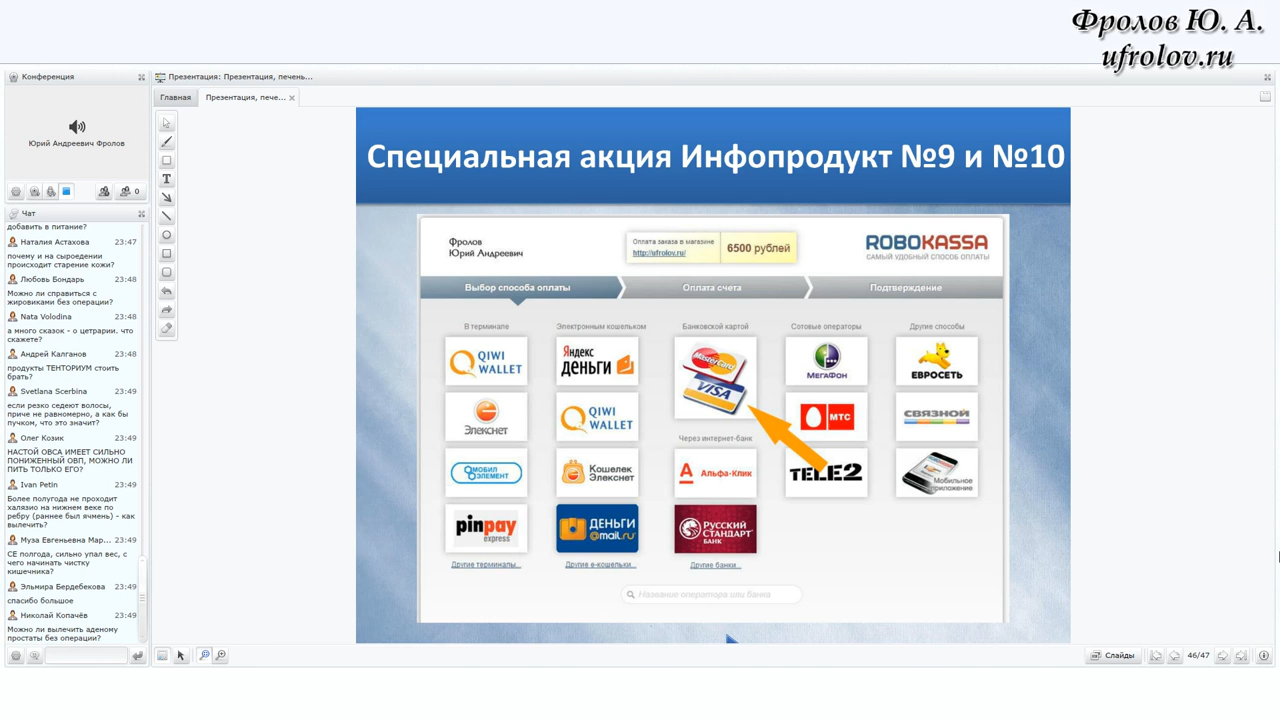 Фролов Ю. А.
ufrolov.ru
Конференция
Юрий Андреевич Фролов
0
Чат
добавить в питание?
Наталия Астахова 23:47
почему и на сыроедении
происходит старение кожи?
Любовь Бондарь 23:48
Можно ли справиться с
жировиками без операции?
Nata Volodina 23:48
а много сказок - о цетрарии. что
скажете?
Андрей Калганов 23:48
продукты ТЕНТОРИУМ стоить
брать?
Svetlana Scerbina 23:49
если резко седеют волосы,
приче не равномерно, а как бы
пучком, что это значит?
Олег Козик 23:49
НАСТОЙ ОВСА ИМЕЕТ СИЛЬНО
ПОНИЖЕННЫЙ ОВП, МОЖНО ЛИ
ПИТЬ ТОЛЬКО ЕГО?
Ivan Petin 23:49
Более полугода не проходит
халязио на нижнем веке по
ребру (раннее был ячмень) - как
вылечить?
Муза Евгеньевна Мар... 23:49
СЕ полгода, сильно упал вес, с
чего начинать чистку
кишечника?
Эльмира Бердебекова 23:49
спасибо большое
Николай Копачёв 23:49
Можно ли вылечить аденому
простаты без операции?
Презентация: Презентация, печень...
Главная
Презентация, пече...
Специальная акция Инфопродукт №9 и №10
Фролов
Юрий Андреевич
Оплата заказа в магазине
http://ufrolov.ru/
6500 рублей
ROBOKASSA
САМЫЙ УДОБНЫЙ СПОСОБ ОПЛАТЫ
Выбор способа оплаты
Оплата счета
Подтверждение
В терминале
Электронным кошельком
Банковской картой
Сотовые операторы
Другие способы
QIWI
WALLET
Яндекс
деньги
MasterCard
VISA
МегаФон
ЕВРОСЕТЬ
Элекснет
QIWI
WALLET
МТС
СВЯЗНОЙ
Через интернет-банк
МОБИЛ
ЭЛЕМЕНТ
Кошелек
Элекснет
Альфа-Клик
TELE2
Мобильное
приложение
pinpay
express
ДЕНЬГИ
@mail.ru
РУССКИЙ
СТАНДАРТ
БАНК
Другие терминалы...
Другие е-кошельки...
Другие банки...
Название оператора или банка
Слайды
46/47